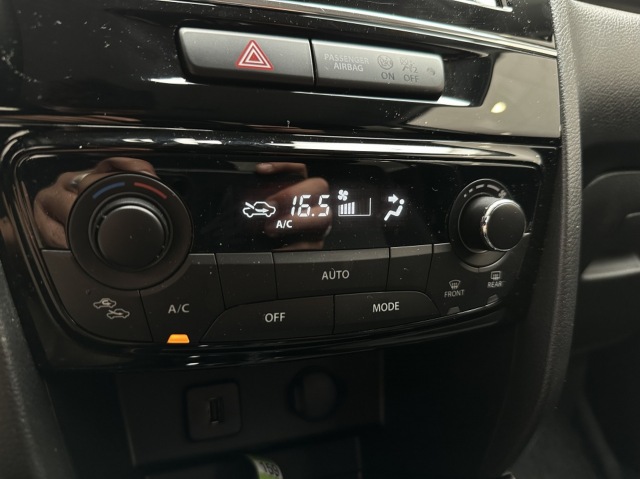 PASSENGER
AIRBAG
ON
OFF
16.5
A/C
AUTO
A/C
OFF
MODE
FRONT
REAR